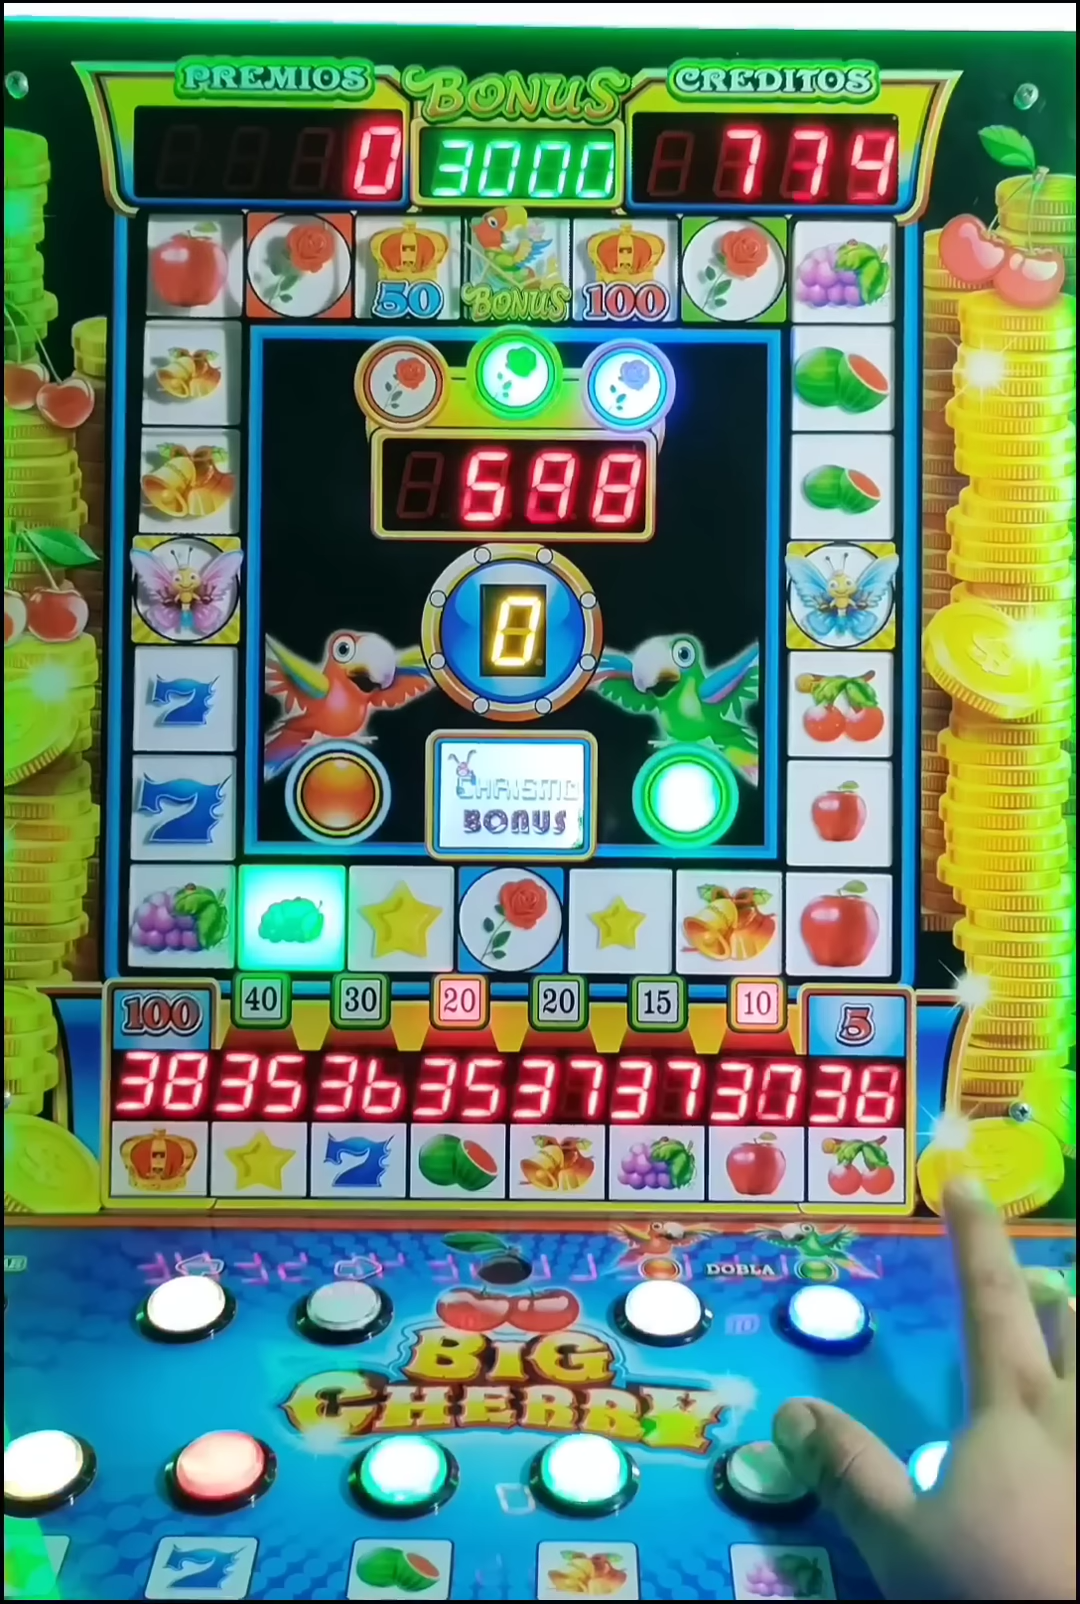 PREMIOS BONUS CREDITOS
0 3000 774
50 BONUS 100
598
0
CHRISMO
BONUS
100 40 30 20 20 15 10 5
38 35 36 35 37 37 30 38
DOBLA
BIG
CHERRY